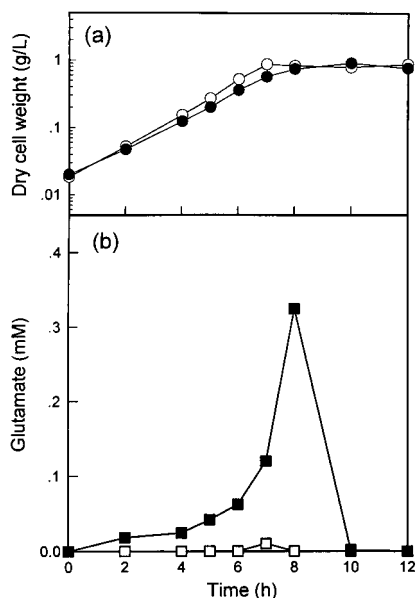 (a)
Dry cell weight (g/L)
1
.1
.01
(b)
Glutamate (mM)
.3
.2
.1
0.0
0 2 4 6 8 10 12
Time (h)